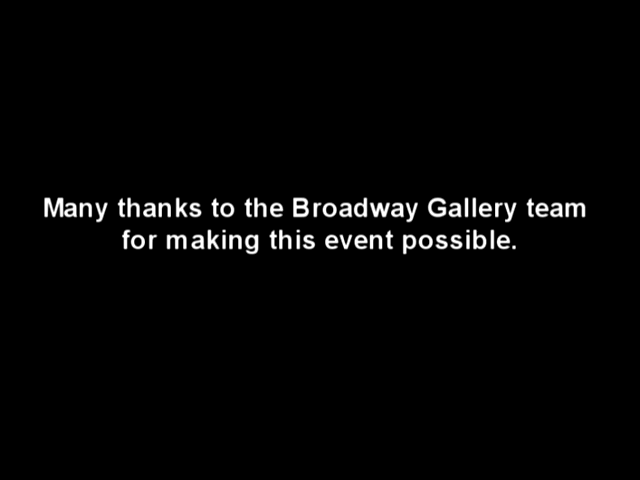 Many thanks to the Broadway Gallery team
for making this event possible.